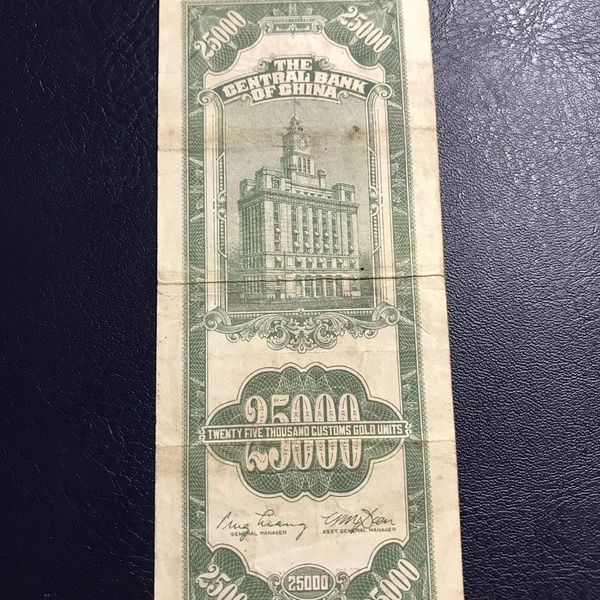 25000 25000
THE
CENTRAL BANK
OF CHINA
25000
TWENTY FIVE THOUSAND CUSTOMS GOLD UNITS
GENERAL MANAGER ASST. GENERAL MANAGER
25000